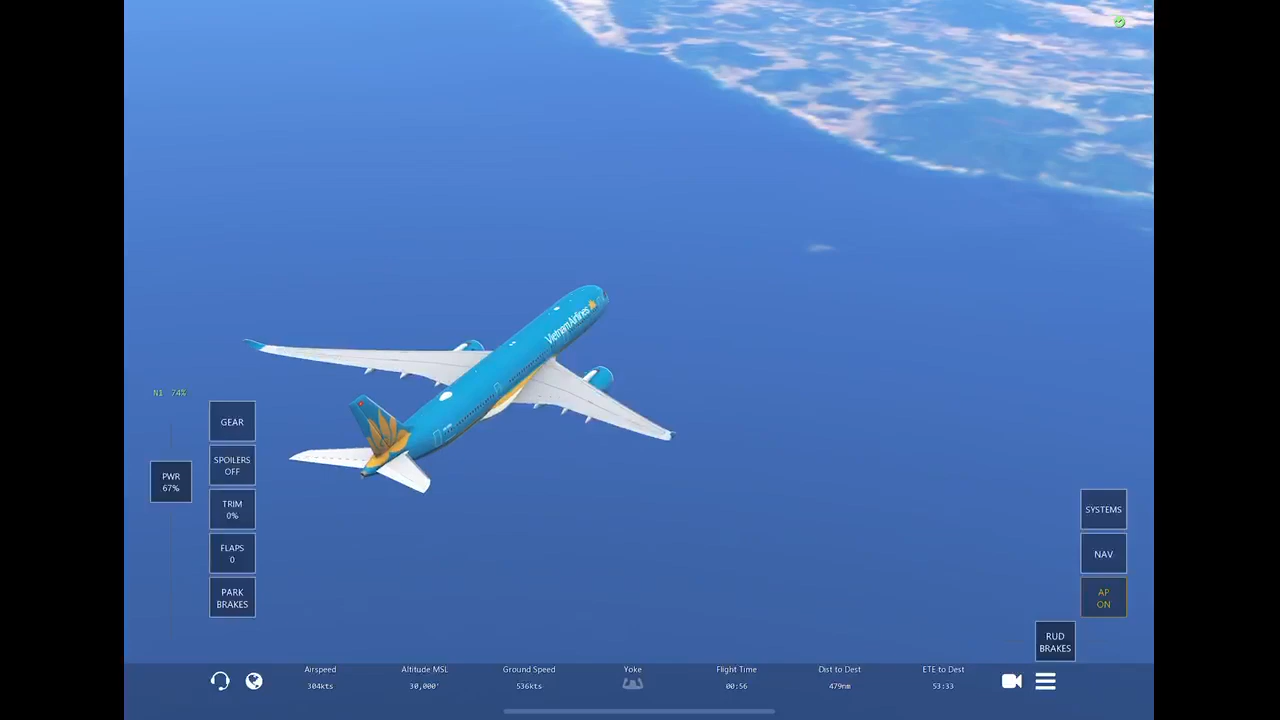 Vietnam Airlines
N1 74%
GEAR
SPOILERS
OFF
PWR
67%
TRIM
0%
FLAPS
0
PARK
BRAKES
SYSTEMS
NAV
AP
ON
RUD
BRAKES
Airspeed
304kts
Altitude MSL
30,000'
Ground Speed
536kts
Yoke
Flight Time
00:56
Dist to Dest
479nm
ETE to Dest
53:33